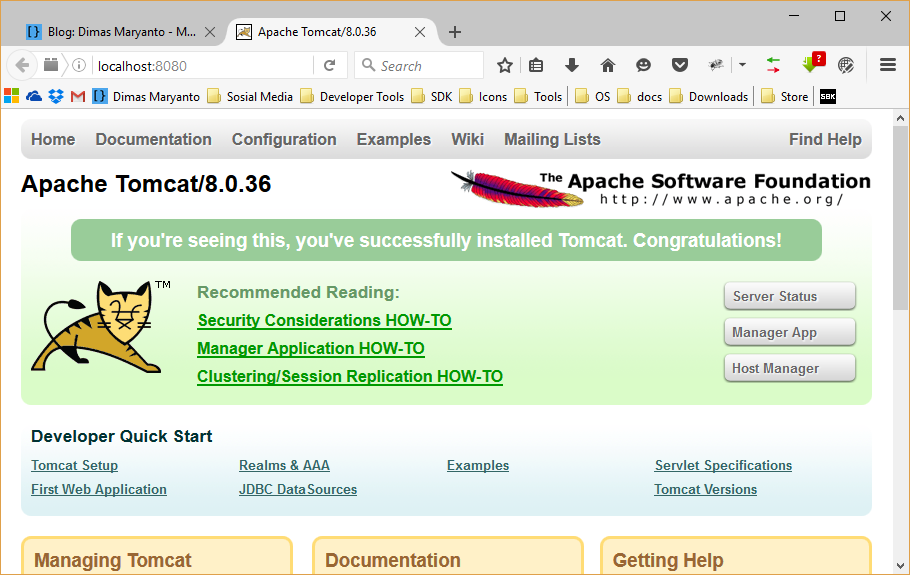 Blog: Dimas Maryanto - M...
Apache Tomcat/8.0.36
localhost:8080
Search
?
Dimas Maryanto
Sosial Media
Developer Tools
SDK
Icons
Tools
OS
docs
Downloads
Store
SBK
Home Documentation Configuration Examples Wiki Mailing Lists Find Help
Apache Tomcat/8.0.36
The Apache Software Foundation
http://www.apache.org/
If you're seeing this, you've successfully installed Tomcat. Congratulations!
TM
Recommended Reading:
Security Considerations HOW-TO
Manager Application HOW-TO
Clustering/Session Replication HOW-TO
Server Status
Manager App
Host Manager
Developer Quick Start
Tomcat Setup
First Web Application
Realms & AAA
JDBC DataSources
Examples
Servlet Specifications
Tomcat Versions
Managing Tomcat
Documentation
Getting Help